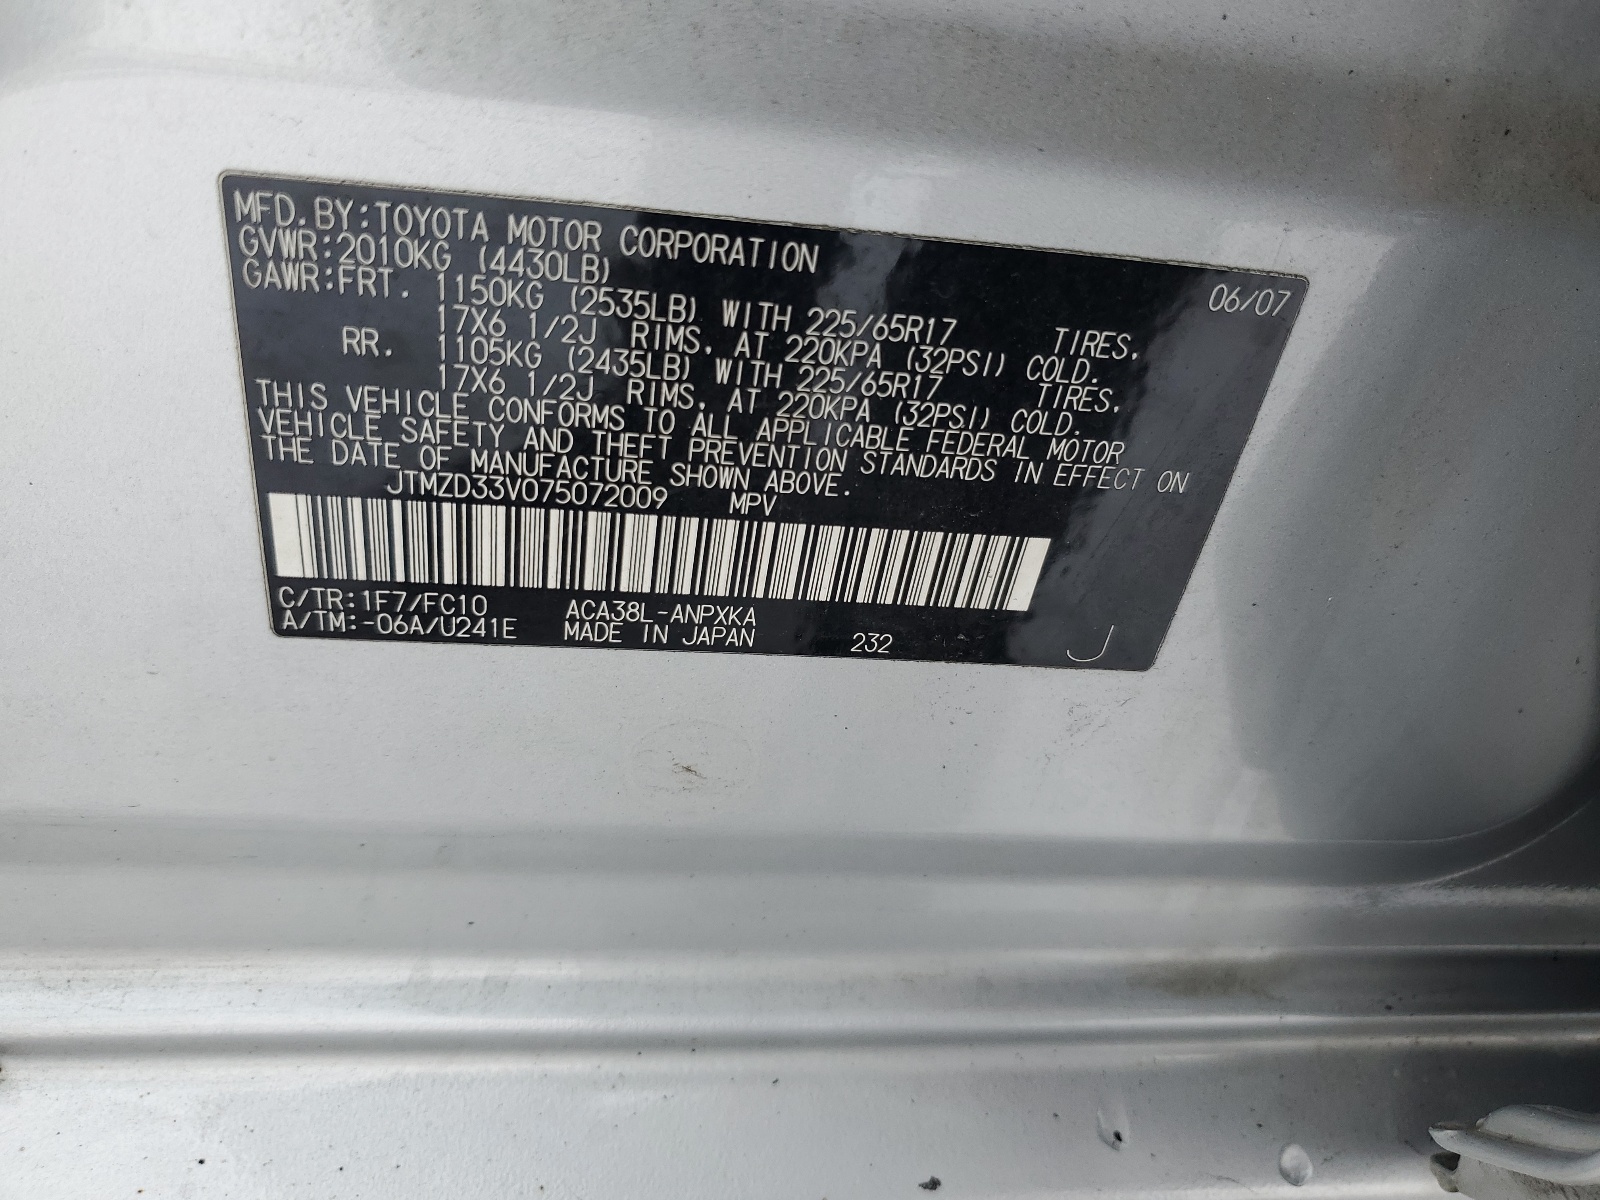 MFD. BY:TOYOTA MOTOR CORPORATION 06/07
GVWR:2010KG (4430LB)
GAWR:FRT. 1150KG (2535LB) WITH 225/65R17 TIRES,
17X6 1/2J RIMS, AT 220KPA (32PSI) COLD.
RR. 1105KG (2435LB) WITH 225/65R17 TIRES,
17X6 1/2J RIMS, AT 220KPA (32PSI) COLD.
THIS VEHICLE CONFORMS TO ALL APPLICABLE FEDERAL MOTOR
VEHICLE SAFETY AND THEFT PREVENTION STANDARDS IN EFFECT ON
THE DATE OF MANUFACTURE SHOWN ABOVE.
JTMZD33V075072009 MPV
C/TR:1F7/FC10 ACA38L-ANPXKA
A/TM:-06A/U241E MADE IN JAPAN 232 J